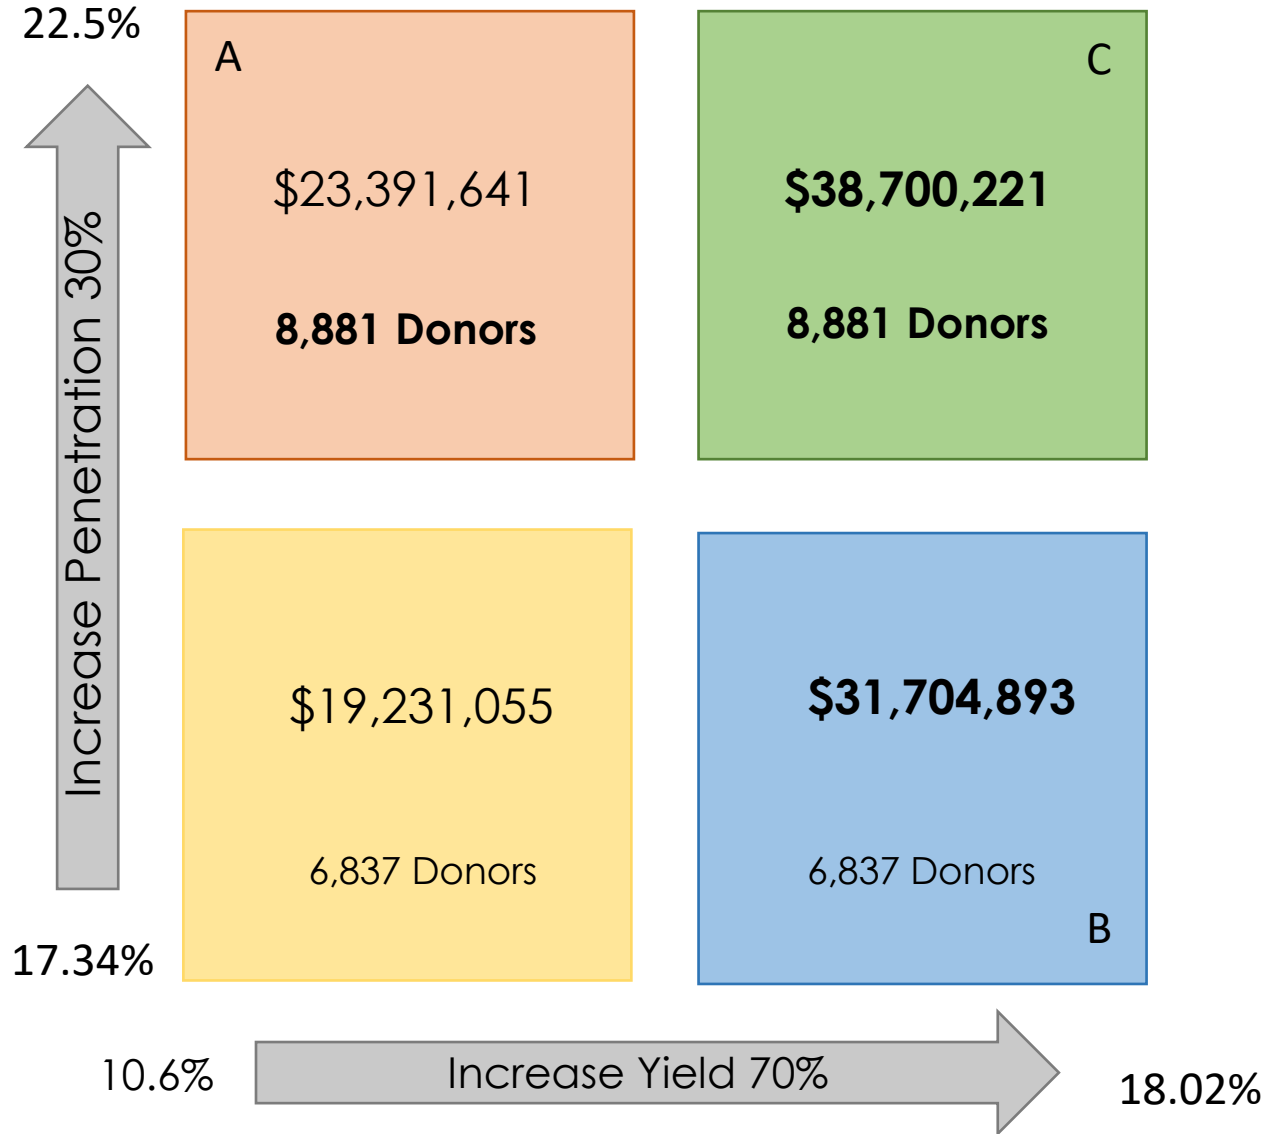 22.5%
A
C
$23,391,641
$38,700,221
8,881 Donors
8,881 Donors
Increase Penetration 30%
$19,231,055
$31,704,893
6,837 Donors
6,837 Donors
B
17.34%
10.6%
Increase Yield 70%
18.02%